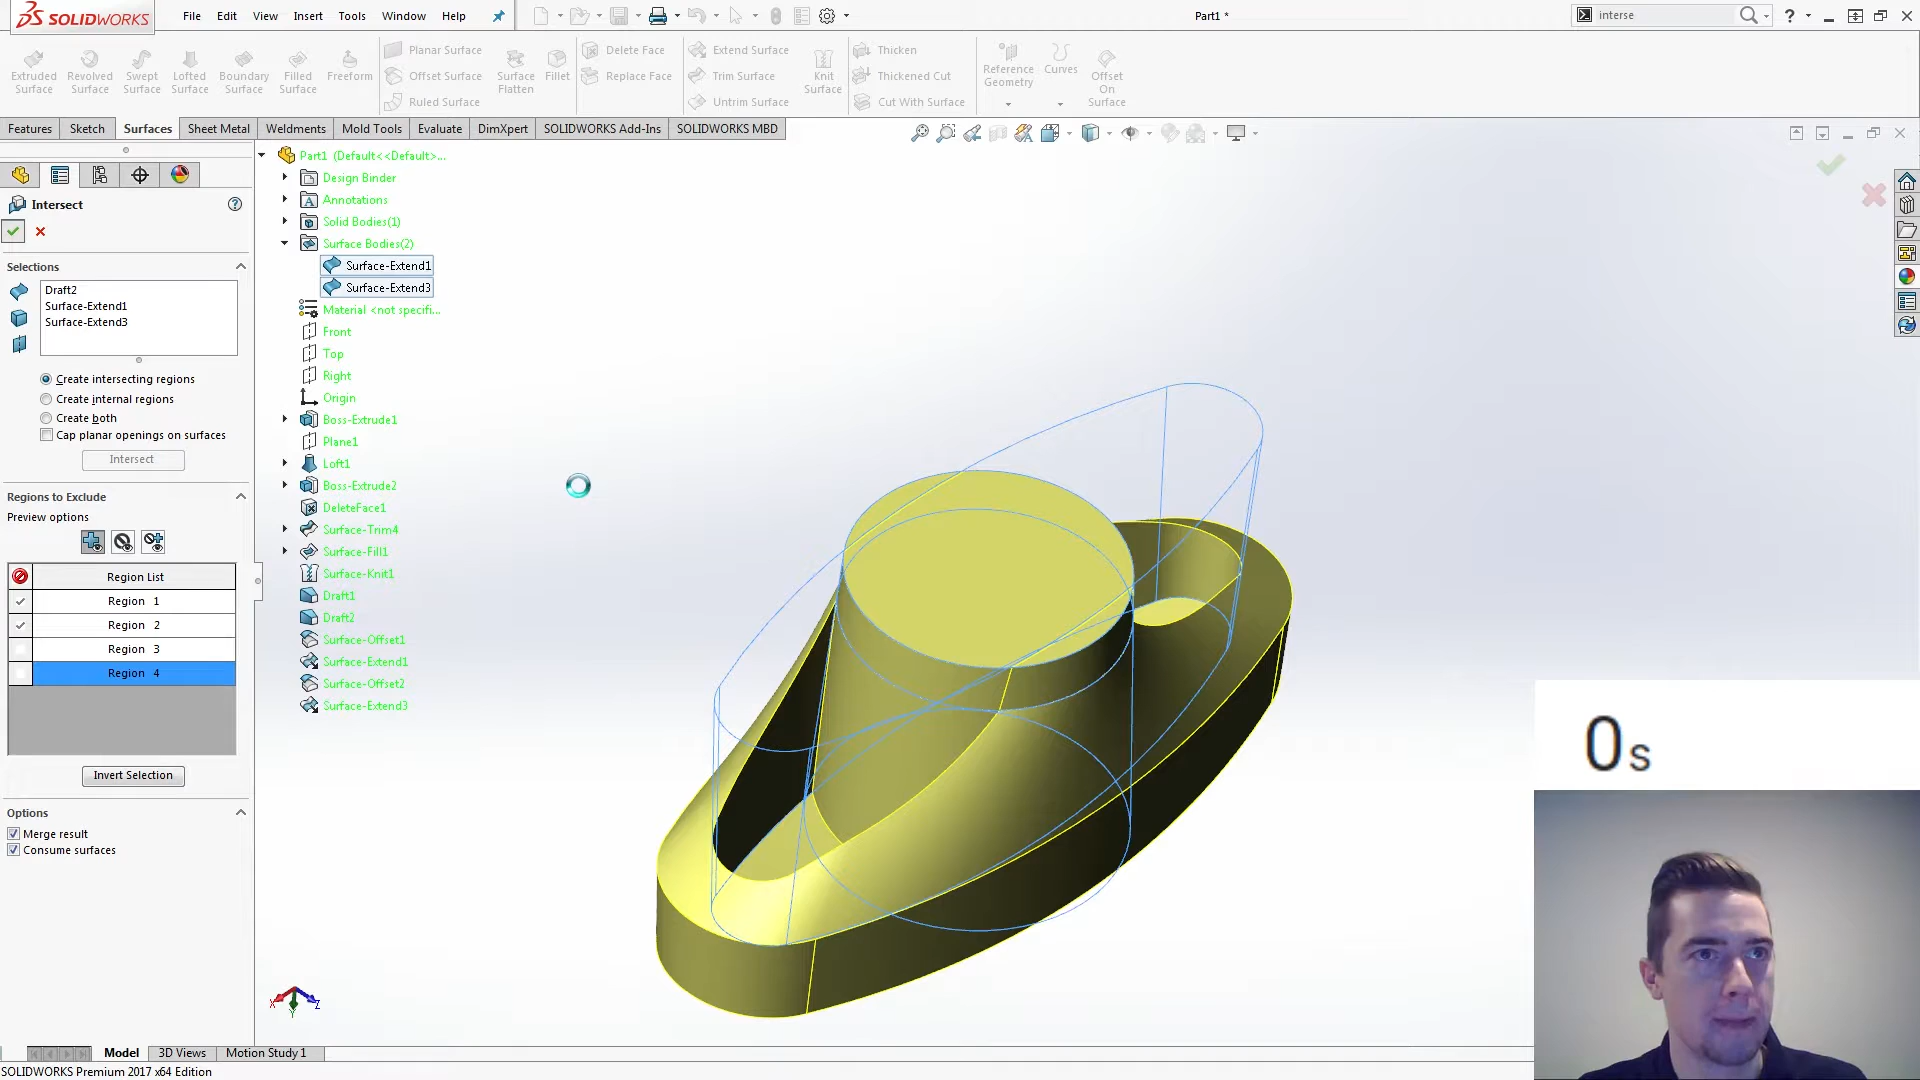 SOLIDWORKS
File Edit View Insert Tools Window Help
Part1 *
interse
Extruded Surface
Revolved Surface
Swept Surface
Lofted Surface
Boundary Surface
Filled Surface
Freeform
Planar Surface
Offset Surface
Ruled Surface
Surface Flatten
Fillet
Delete Face
Replace Face
Extend Surface
Trim Surface
Untrim Surface
Knit Surface
Thicken
Thickened Cut
Cut With Surface
Reference Geometry
Curves
Offset On Surface
Features Sketch Surfaces Sheet Metal Weldments Mold Tools Evaluate DimXpert SOLIDWORKS Add-Ins SOLIDWORKS MBD
Intersect
Selections
Draft2
Surface-Extend1
Surface-Extend3
Create intersecting regions
Create internal regions
Create both
Cap planar openings on surfaces
Intersect
Regions to Exclude
Preview options
Region List
Region 1
Region 2
Region 3
Region 4
Invert Selection
Options
Merge result
Consume surfaces
Part1 (Default<<Default>...
Design Binder
Annotations
Solid Bodies(1)
Surface Bodies(2)
Surface-Extend1
Surface-Extend3
Material <not specifi...
Front
Top
Right
Origin
Boss-Extrude1
Plane1
Loft1
Boss-Extrude2
DeleteFace1
Surface-Trim4
Surface-Fill1
Surface-Knit1
Draft1
Draft2
Surface-Offset1
Surface-Extend1
Surface-Offset2
Surface-Extend3
0s
X Y Z
Model 3D Views Motion Study 1
SOLIDWORKS Premium 2017 x64 Edition